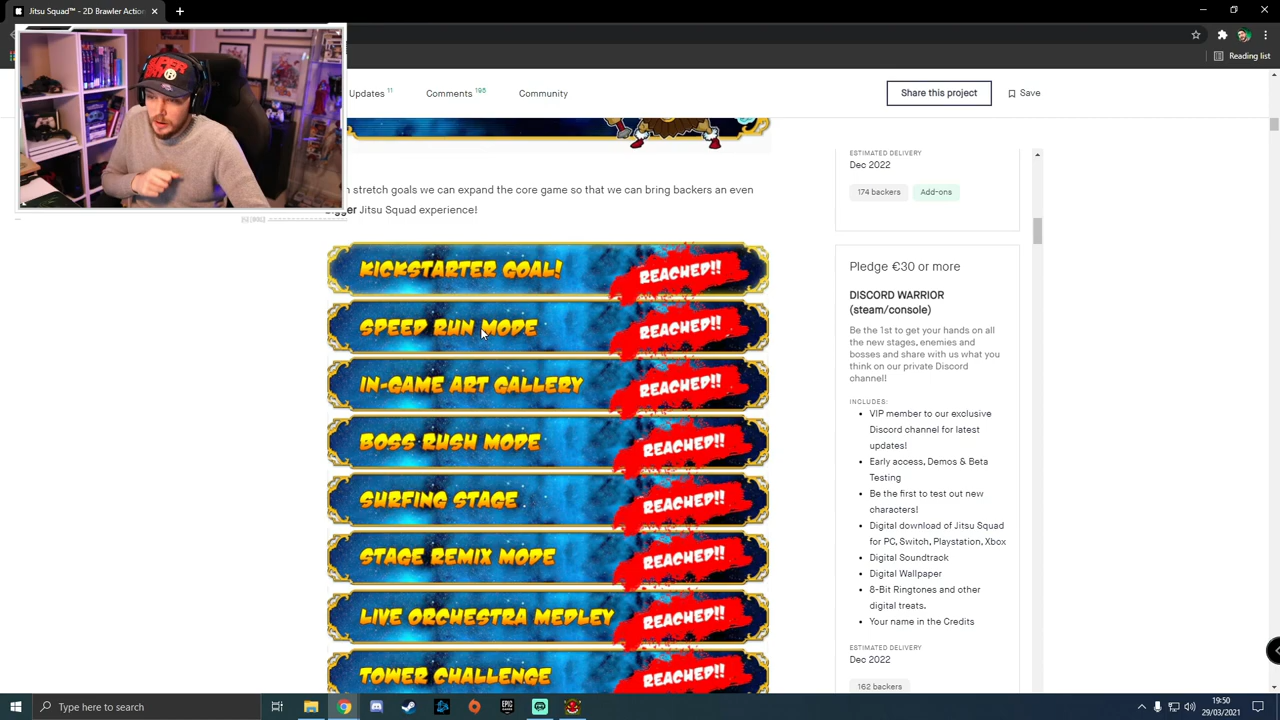 Jitsu Squad™ - 2D Brawler Action
Reading list
Updates 11
Comments 195
Community
Share this project
Save
stretch goals we can expand the core game so that we can bring backers an even
Jitsu Squad experience!
KICKSTARTER GOAL!
REACHED!!
SPEED RUN MODE
REACHED!!
IN-GAME ART GALLERY
REACHED!!
BOSS RUSH MODE
REACHED!!
SURFING STAGE
REACHED!!
STAGE REMIX MODE
REACHED!!
LIVE ORCHESTRA MEDLEY
REACHED!!
TOWER CHALLENGE
REACHED!!
ESTIMATED DELIVERY
Dec 2022
174 backers
Add-ons
Pledge €30 or more
DISCORD WARRIOR
(steam/console)
Be the 1st to get your hands on all
the new stages, enemies and
bosses and share with us what you
think on our private Discord
channel!
INCLUDES:
• VIP member to our exclusive
Discord channel for latest
updates!
• Early access, Demos & Beta
Testing
• Be the first to test out new
characters!
• Digital download of Jitsu Squad
for PC, Switch, Playstation, Xbox
• Digital Soundtrack
• Digital Wallpaper
• 8-Bit Ringtones and other
digital treats.
• Your name in the Credits
ESTIMATED DELIVERY
Dec 2022
162 backers
Type here to search
EPIC
19:50
29/03/2021